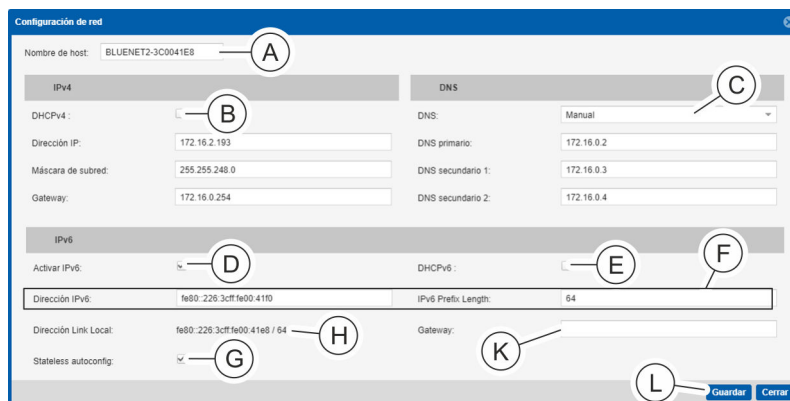 Configuración de red
Nombre de host: BLUENET2-3C0041E8 A
IPv4 DNS
DHCPv4 : B DNS: Manual C
Dirección IP: 172.16.2.193 DNS primario: 172.16.0.2
Máscara de subred: 255.255.248.0 DNS secundario 1: 172.16.0.3
Gateway: 172.16.0.254 DNS secundario 2: 172.16.0.4
IPv6
Activar IPv6: D DHCPv6 : E F
Dirección IPv6: fe80::226:3cff:fe00:41f0 IPv6 Prefix Length: 64
Dirección Link Local: fe80::226:3cff:fe00:41e8 / 64 H Gateway: K
Stateless autoconfig: G
L Guardar Cerrar